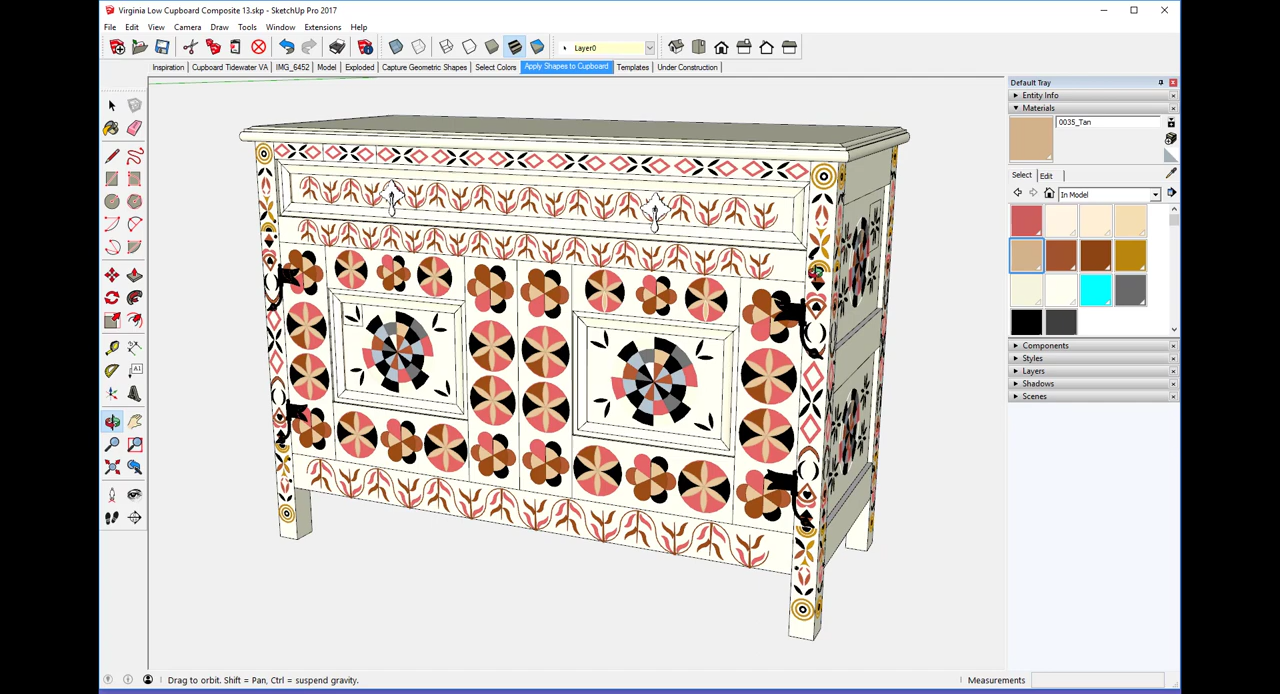 Virginia Low Cupboard Composite 13.skp - SketchUp Pro 2017
File Edit View Camera Draw Tools Window Extensions Help
Layer0
Inspiration Cupboard Tidewater VA IMG_6452 Model Exploded Capture Geometric Shapes Select Colors Apply Shapes to Cupboard Templates Under Construction
Default Tray
Entity Info
Materials
0035_Tan
Select Edit
In Model
Components
Styles
Layers
Shadows
Scenes
A1
Drag to orbit. Shift = Pan, Ctrl = suspend gravity.
Measurements